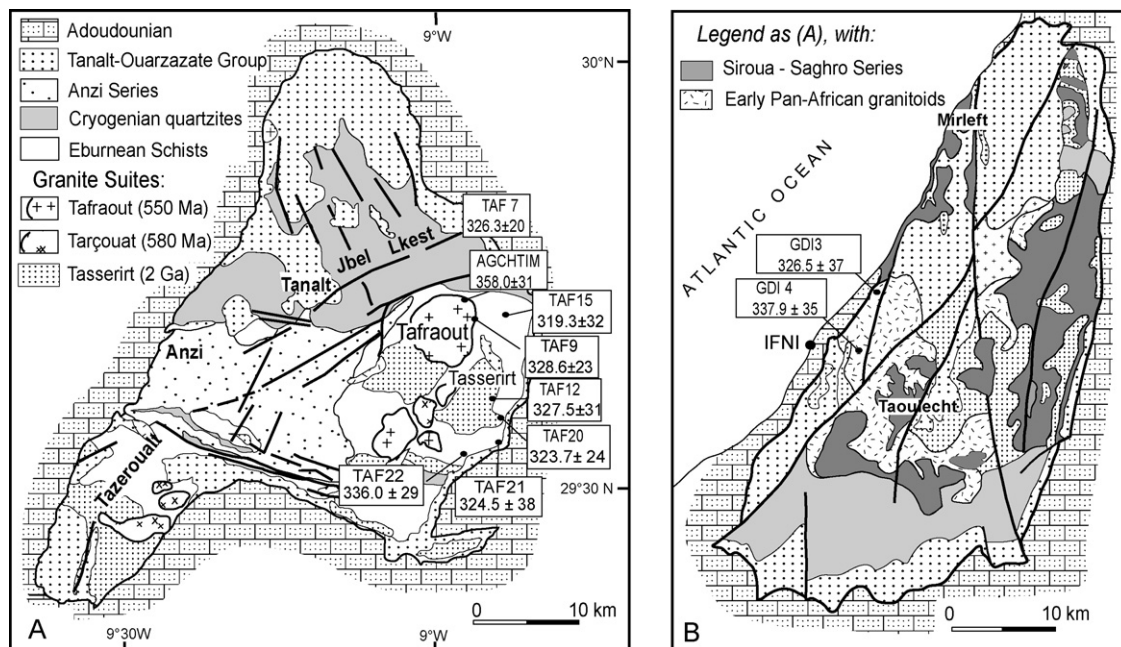 Adoudounian
Tanalt-Ouarzazate Group
Anzi Series
Cryogenian quartzites
Eburnean Schists
Granite Suites:
Tafraout (550 Ma)
Tarçouat (580 Ma)
Tasserirt (2 Ga)
9°W
30°N
TAF 7
326.3±20
AGCHTIM
358.0±31
TAF15
319.3±32
TAF9
328.6±23
TAF12
327.5±31
TAF20
323.7± 24
TAF22
336.0 ± 29
TAF21
324.5 ± 38
Jbel Lkest
Tanalt
Tafraout
Anzi
Tasserirt
Tazeroualt
29°30 N
0 10 km
A
9°30W
9°W
B
Legend as (A), with:
Siroua - Saghro Series
Early Pan-African granitoids
Mirleft
ATLANTIC OCEAN
GDI3
326.5 ± 37
GDI 4
337.9 ± 35
IFNI
Taoulecht
0 10 km